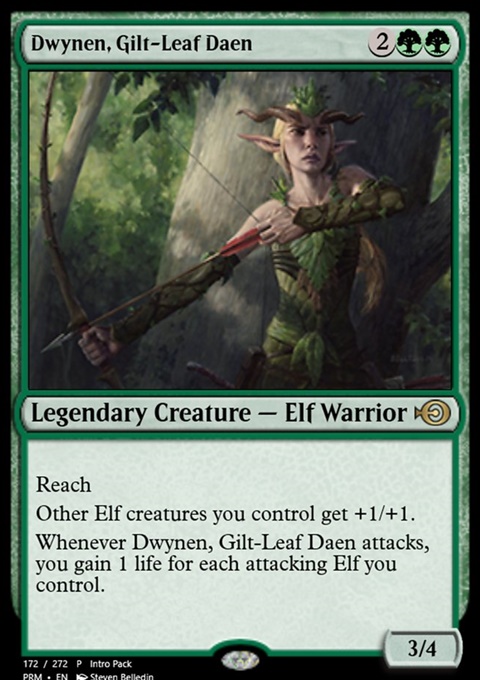 Dwynen, Gilt-Leaf Daen 2
Legendary Creature — Elf Warrior
Reach
Other Elf creatures you control get +1/+1.
Whenever Dwynen, Gilt-Leaf Daen attacks,
you gain 1 life for each attacking Elf you
control.
3/4
172 / 272 P Intro Pack
PRM • EN Steven Belledin